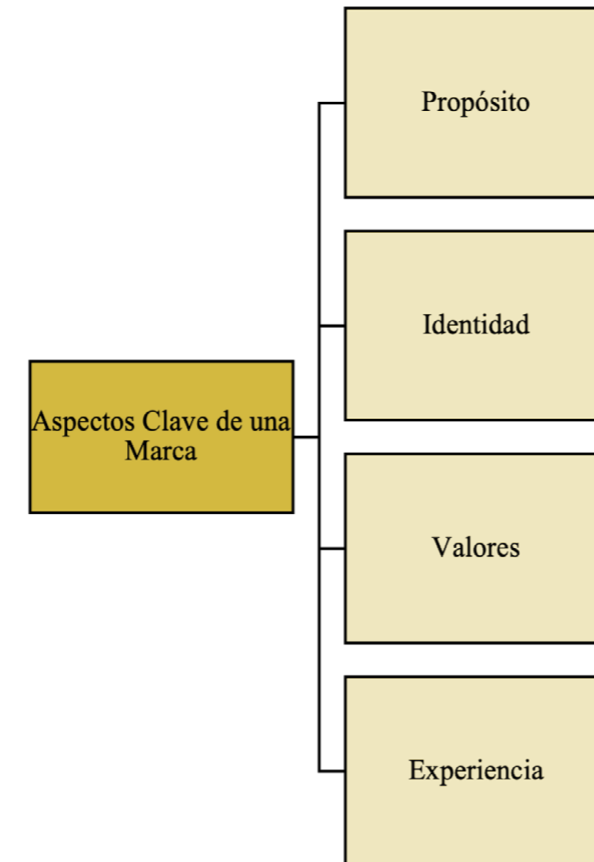 Propósito
Identidad
Aspectos Clave de una
Marca
Valores
Experiencia